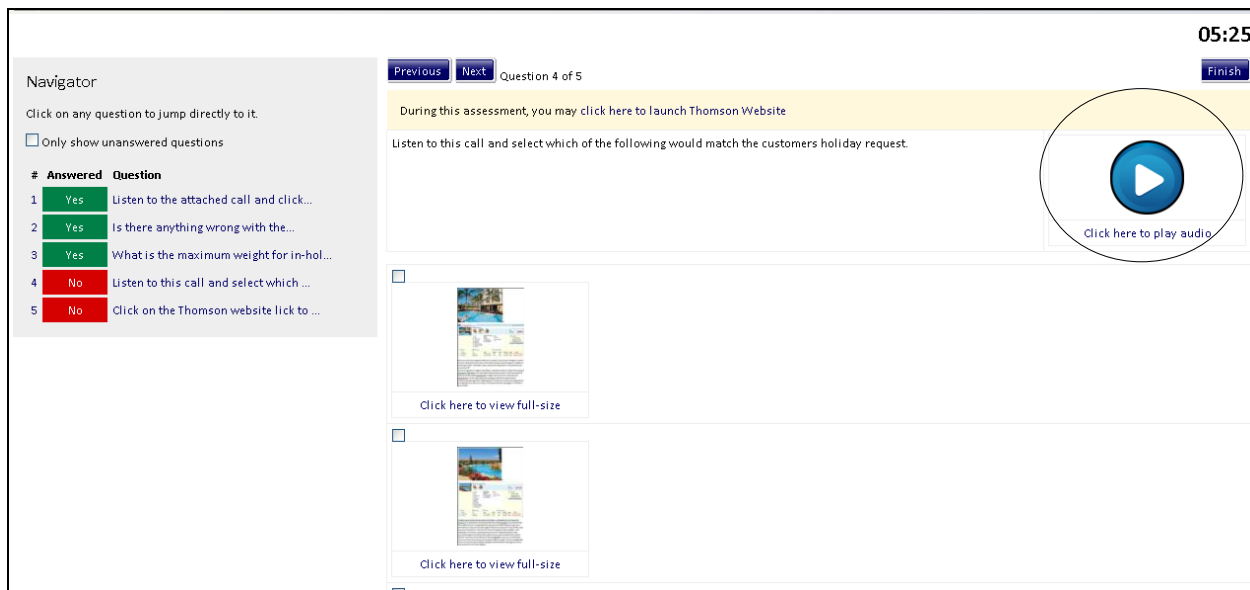 05:25
Navigator
Click on any question to jump directly to it.
Only show unanswered questions
# Answered Question
1 Yes Listen to the attached call and click...
2 Yes Is there anything wrong with the...
3 Yes What is the maximum weight for in-hol...
4 No Listen to this call and select which ...
5 No Click on the Thomson website lick to ...
Previous Next Question 4 of 5 Finish
During this assessment, you may click here to launch Thomson Website
Listen to this call and select which of the following would match the customers holiday request.
Click here to play audio
Click here to view full-size
Click here to view full-size